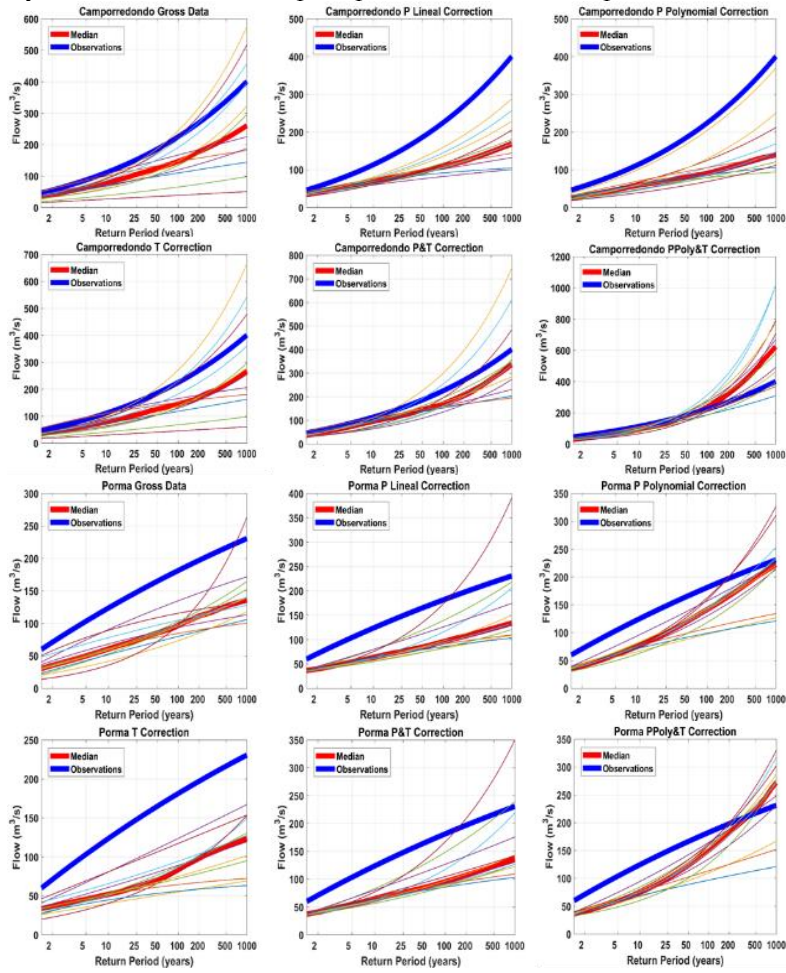 Camporredondo Gross Data
Flow (m³/s)
600
500
400
300
200
100
0
Median
Observations
2 5 10 25 50 100 200 500 1000
Return Period (years)
Camporredondo P Lineal Correction
Flow (m³/s)
500
400
300
200
100
0
Median
Observations
2 5 10 25 50 100 200 500 1000
Return Period (years)
Camporredondo P Polynomial Correction
Flow (m³/s)
500
400
300
200
100
0
Median
Observations
2 5 10 25 50 100 200 500 1000
Return Period (years)
Camporredondo T Correction
Flow (m³/s)
700
600
500
400
300
200
100
0
Median
Observations
2 5 10 25 50 100 200 500 1000
Return Period (years)
Camporredondo P&T Correction
Flow (m³/s)
800
700
600
500
400
300
200
100
0
Median
Observations
2 5 10 25 50 100 200 500 1000
Return Period (years)
Camporredondo PPoly&T Correction
Flow (m³/s)
1200
1000
800
600
400
200
0
Median
Observations
2 5 10 25 50 100 200 500 1000
Return Period (years)
Porma Gross Data
Flow (m³/s)
300
250
200
150
100
50
0
Median
Observations
2 5 10 25 50 100 200 500 1000
Return Period (years)
Porma P Lineal Correction
Flow (m³/s)
400
350
300
250
200
150
100
50
0
Median
Observations
2 5 10 25 50 100 200 500 1000
Return Period (years)
Porma P Polynomial Correction
Flow (m³/s)
350
300
250
200
150
100
50
0
Median
Observations
2 5 10 25 50 100 200 500 1000
Return Period (years)
Porma T Correction
Flow (m³/s)
250
200
150
100
50
0
Median
Observations
2 5 10 25 50 100 200 500 1000
Return Period (years)
Porma P&T Correction
Flow (m³/s)
350
300
250
200
150
100
50
0
Median
Observations
2 5 10 25 50 100 200 500 1000
Return Period (years)
Porma PPoly&T Correction
Flow (m³/s)
350
300
250
200
150
100
50
0
Median
Observations
2 5 10 25 50 100 200 500 1000
Return Period (years)